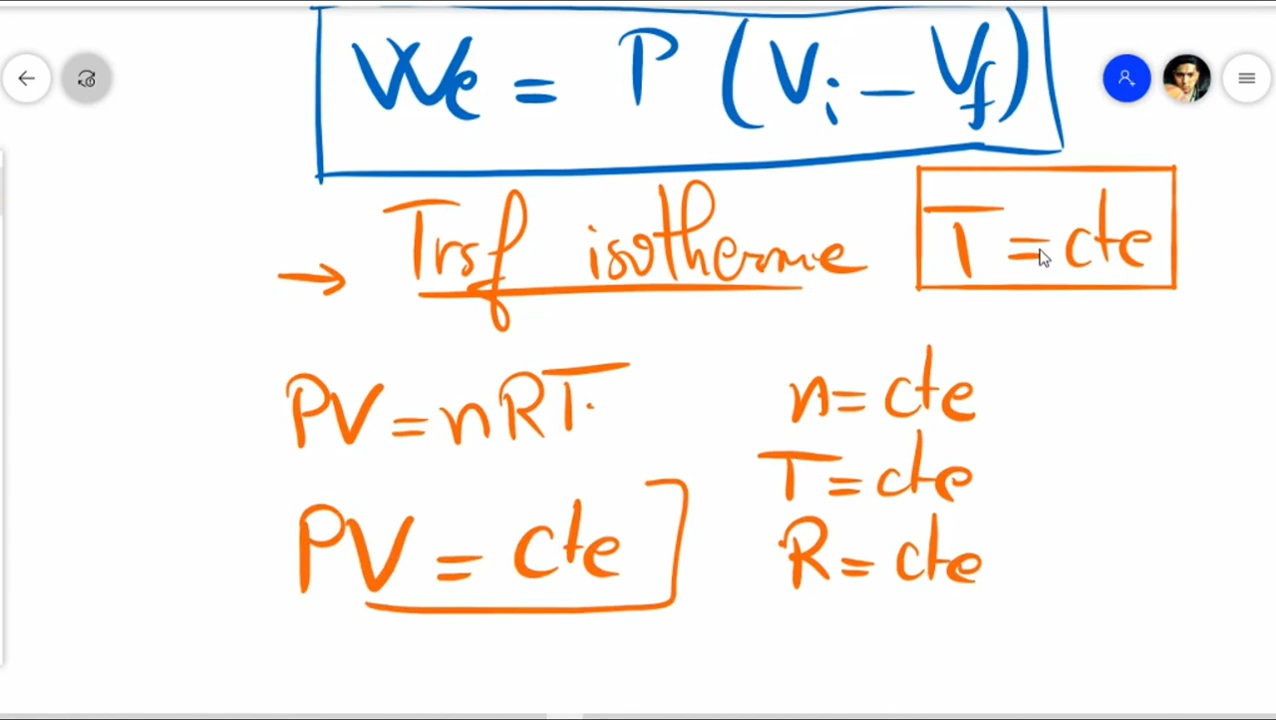 We = P (Vi – Vf)
→ Trsf isotherme T = cte
PV = nRT. n = cte
T = cte
PV = cte R = cte